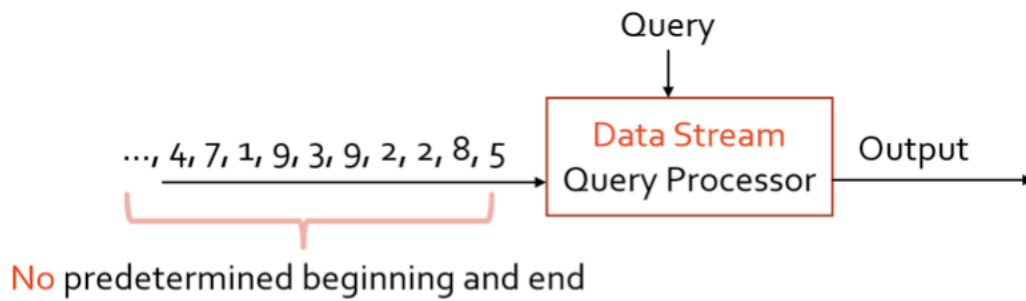 Query
..., 4, 7, 1, 9, 3, 9, 2, 2, 8, 5
Data Stream
Query Processor
Output
No predetermined beginning and end